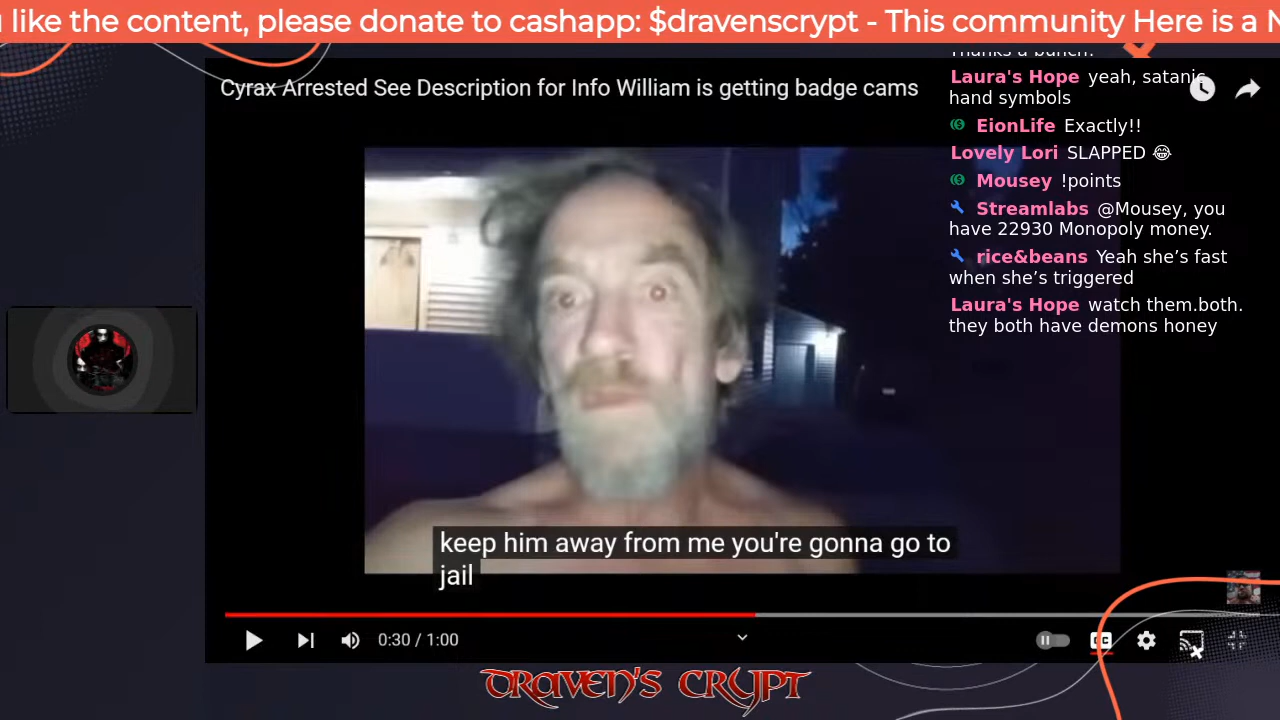 like the content, please donate to cashapp: $dravenscrypt - This community Here is a N
Cyrax Arrested See Description for Info William is getting badge cams
Thanks a bunch!
Laura's Hope yeah, satanic
hand symbols
EionLife Exactly!!
Lovely Lori SLAPPED 😂
Mousey !points
Streamlabs @Mousey, you
have 22930 Monopoly money.
rice&beans Yeah she’s fast
when she’s triggered
Laura's Hope watch them.both.
they both have demons honey
keep him away from me you're gonna go to
jail
0:30 / 1:00
CC
DRAVEN'S CRYPT